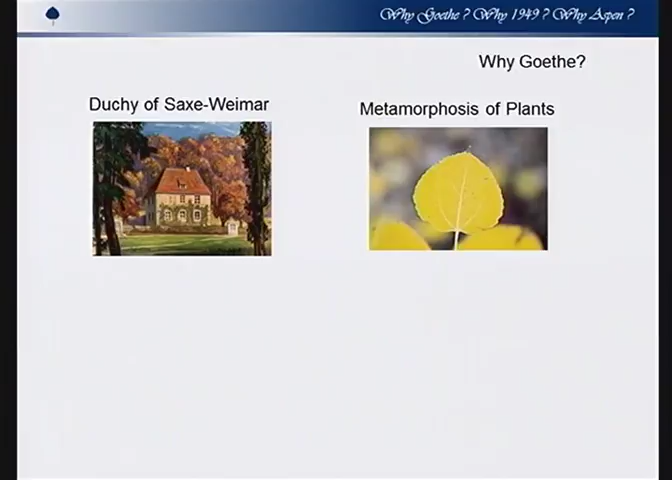 Why Goethe ? Why 1949 ? Why Aspen ?
Why Goethe?
Duchy of Saxe-Weimar
Metamorphosis of Plants